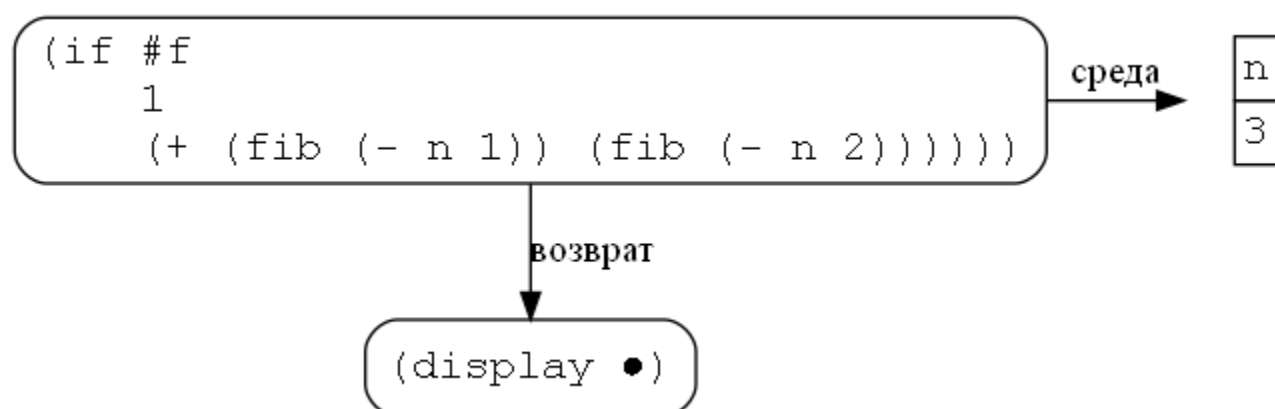 (if #f
1
(+ (fib (- n 1)) (fib (- n 2))))))
среда
n
3
возврат
(display ●)